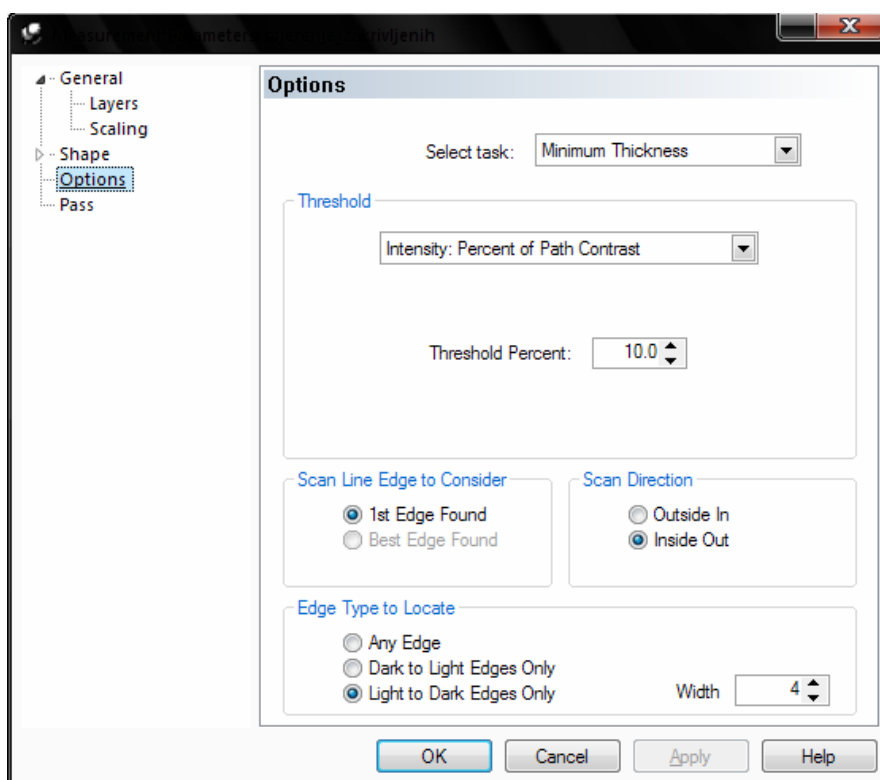 Measurement Parameters
General
Layers
Scaling
Shape
Options
Pass
Options
Select task: Minimum Thickness
Threshold
Intensity: Percent of Path Contrast
Threshold Percent: 10.0
Scan Line Edge to Consider
1st Edge Found
Best Edge Found
Scan Direction
Outside In
Inside Out
Edge Type to Locate
Any Edge
Dark to Light Edges Only
Light to Dark Edges Only
Width 4
OK Cancel Apply Help